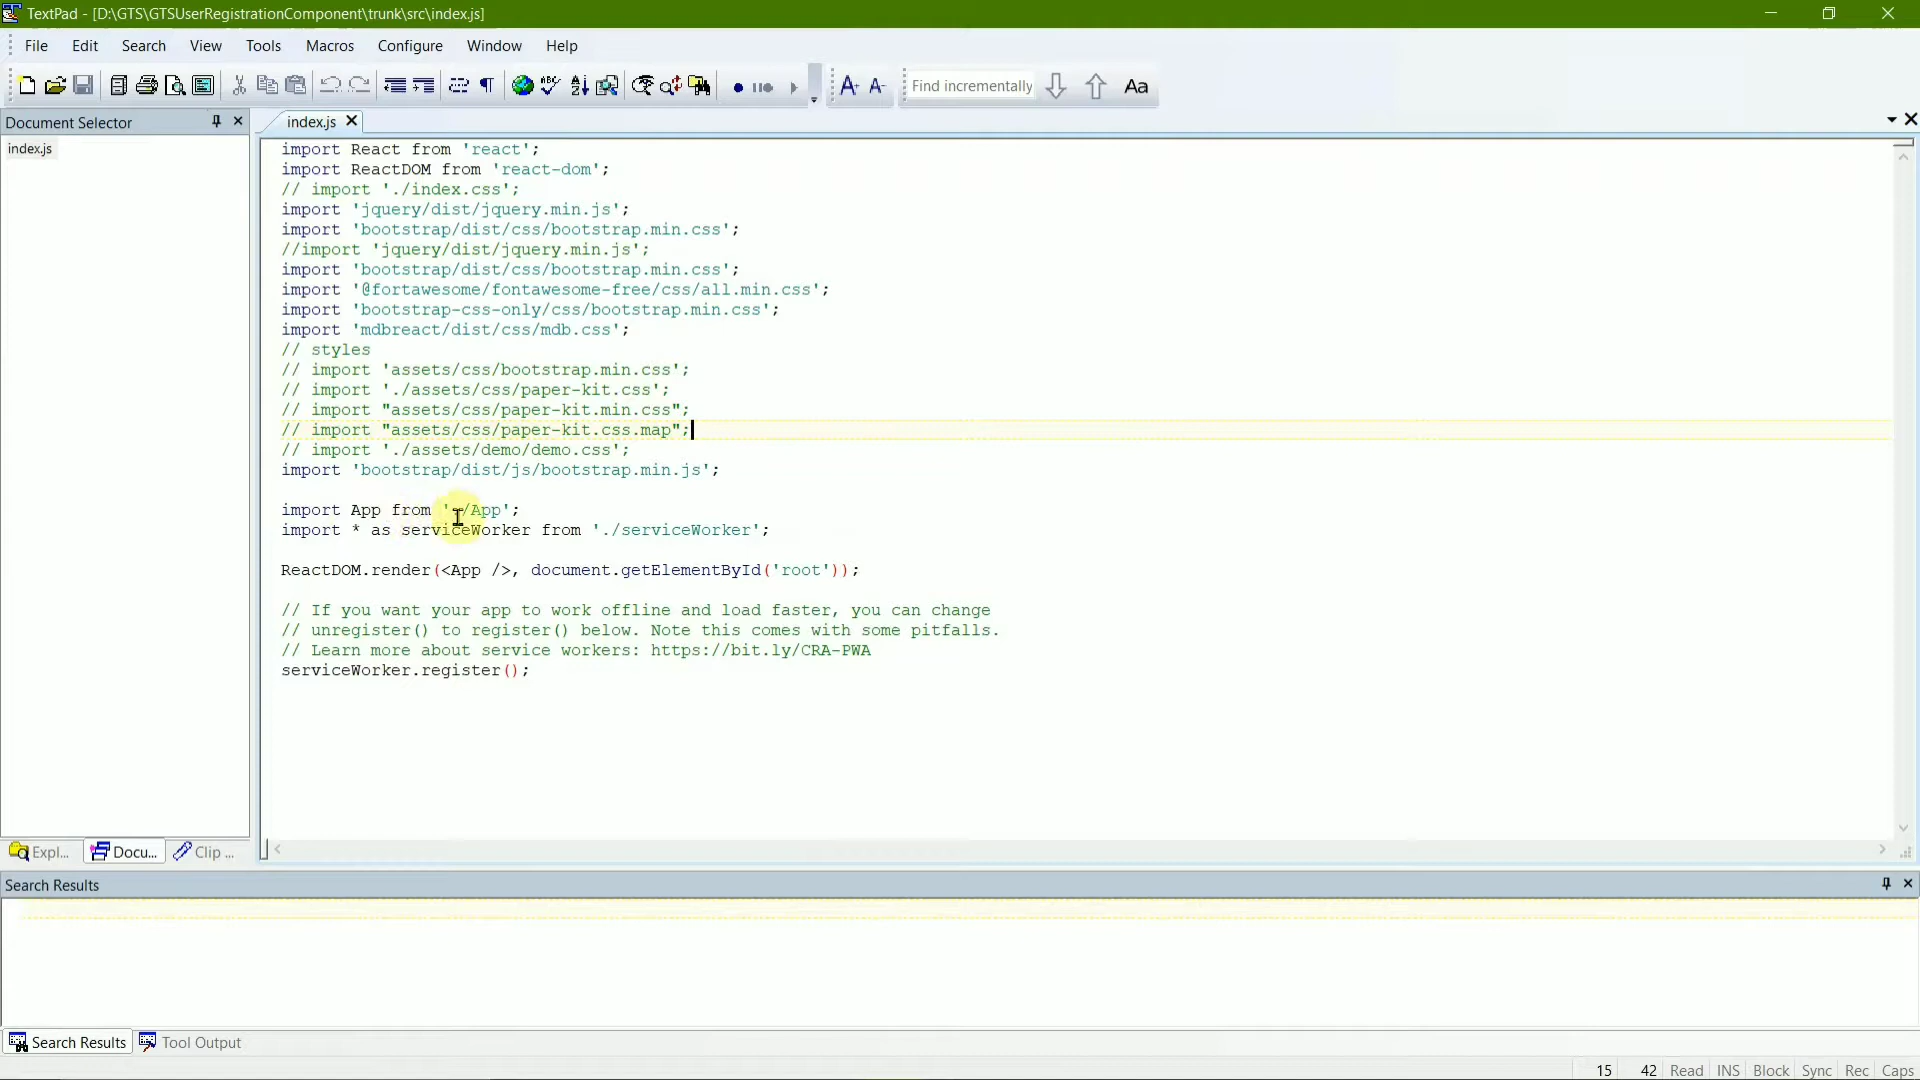 TextPad - [D:\GTS\GTSUserRegistrationComponent\trunk\src\index.js]
File Edit Search View Tools Macros Configure Window Help
Find incrementally Aa
Document Selector
index.js
index.js
import React from 'react';
import ReactDOM from 'react-dom';
// import './index.css';
import 'jquery/dist/jquery.min.js';
import 'bootstrap/dist/css/bootstrap.min.css';
//import 'jquery/dist/jquery.min.js';
import 'bootstrap/dist/css/bootstrap.min.css';
import '@fortawesome/fontawesome-free/css/all.min.css';
import 'bootstrap-css-only/css/bootstrap.min.css';
import 'mdbreact/dist/css/mdb.css';
// styles
// import 'assets/css/bootstrap.min.css';
// import './assets/css/paper-kit.css';
// import "assets/css/paper-kit.min.css";
// import "assets/css/paper-kit.css.map";
// import './assets/demo/demo.css';
import 'bootstrap/dist/js/bootstrap.min.js';
import App from './App';
import * as serviceWorker from './serviceWorker';
ReactDOM.render(<App />, document.getElementById('root'));
// If you want your app to work offline and load faster, you can change
// unregister() to register() below. Note this comes with some pitfalls.
// Learn more about service workers: https://bit.ly/CRA-PWA
serviceWorker.register();
Expl... Docu... Clip ...
Search Results
Search Results Tool Output
15 42 Read INS Block Sync Rec Caps